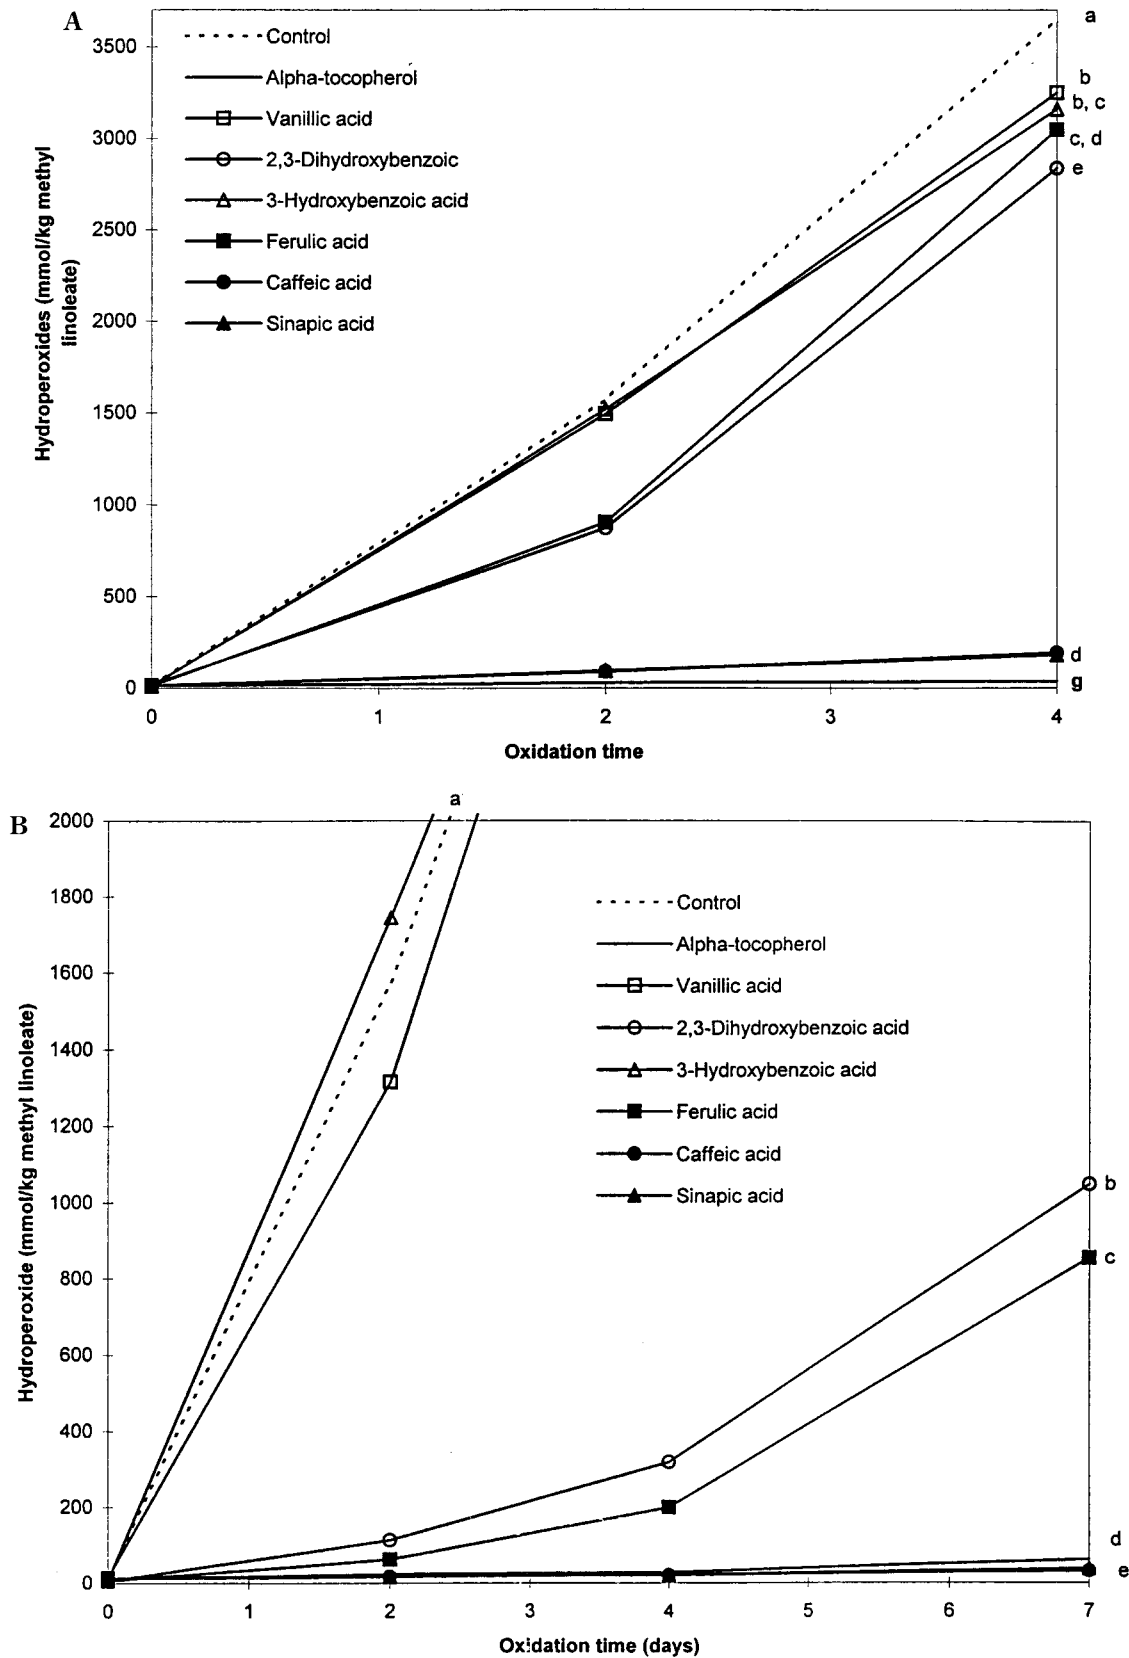 A
3500
3000
2500
2000
1500
1000
500
0
Hydroperoxides (mmol/kg methyl
linoleate)
Control
Alpha-tocopherol
Vanillic acid
2,3-Dihydroxybenzoic
3-Hydroxybenzoic acid
Ferulic acid
Caffeic acid
Sinapic acid
a
b
b, c
c, d
e
d
g
0 1 2 3 4
Oxidation time
B
2000
1800
1600
1400
1200
1000
800
600
400
200
0
Hydroperoxide (mmol/kg methyl linoleate)
a
Control
Alpha-tocopherol
Vanillic acid
2,3-Dihydroxybenzoic acid
3-Hydroxybenzoic acid
Ferulic acid
Caffeic acid
Sinapic acid
b
c
d
e
0 1 2 3 4 5 6 7
Oxidation time (days)